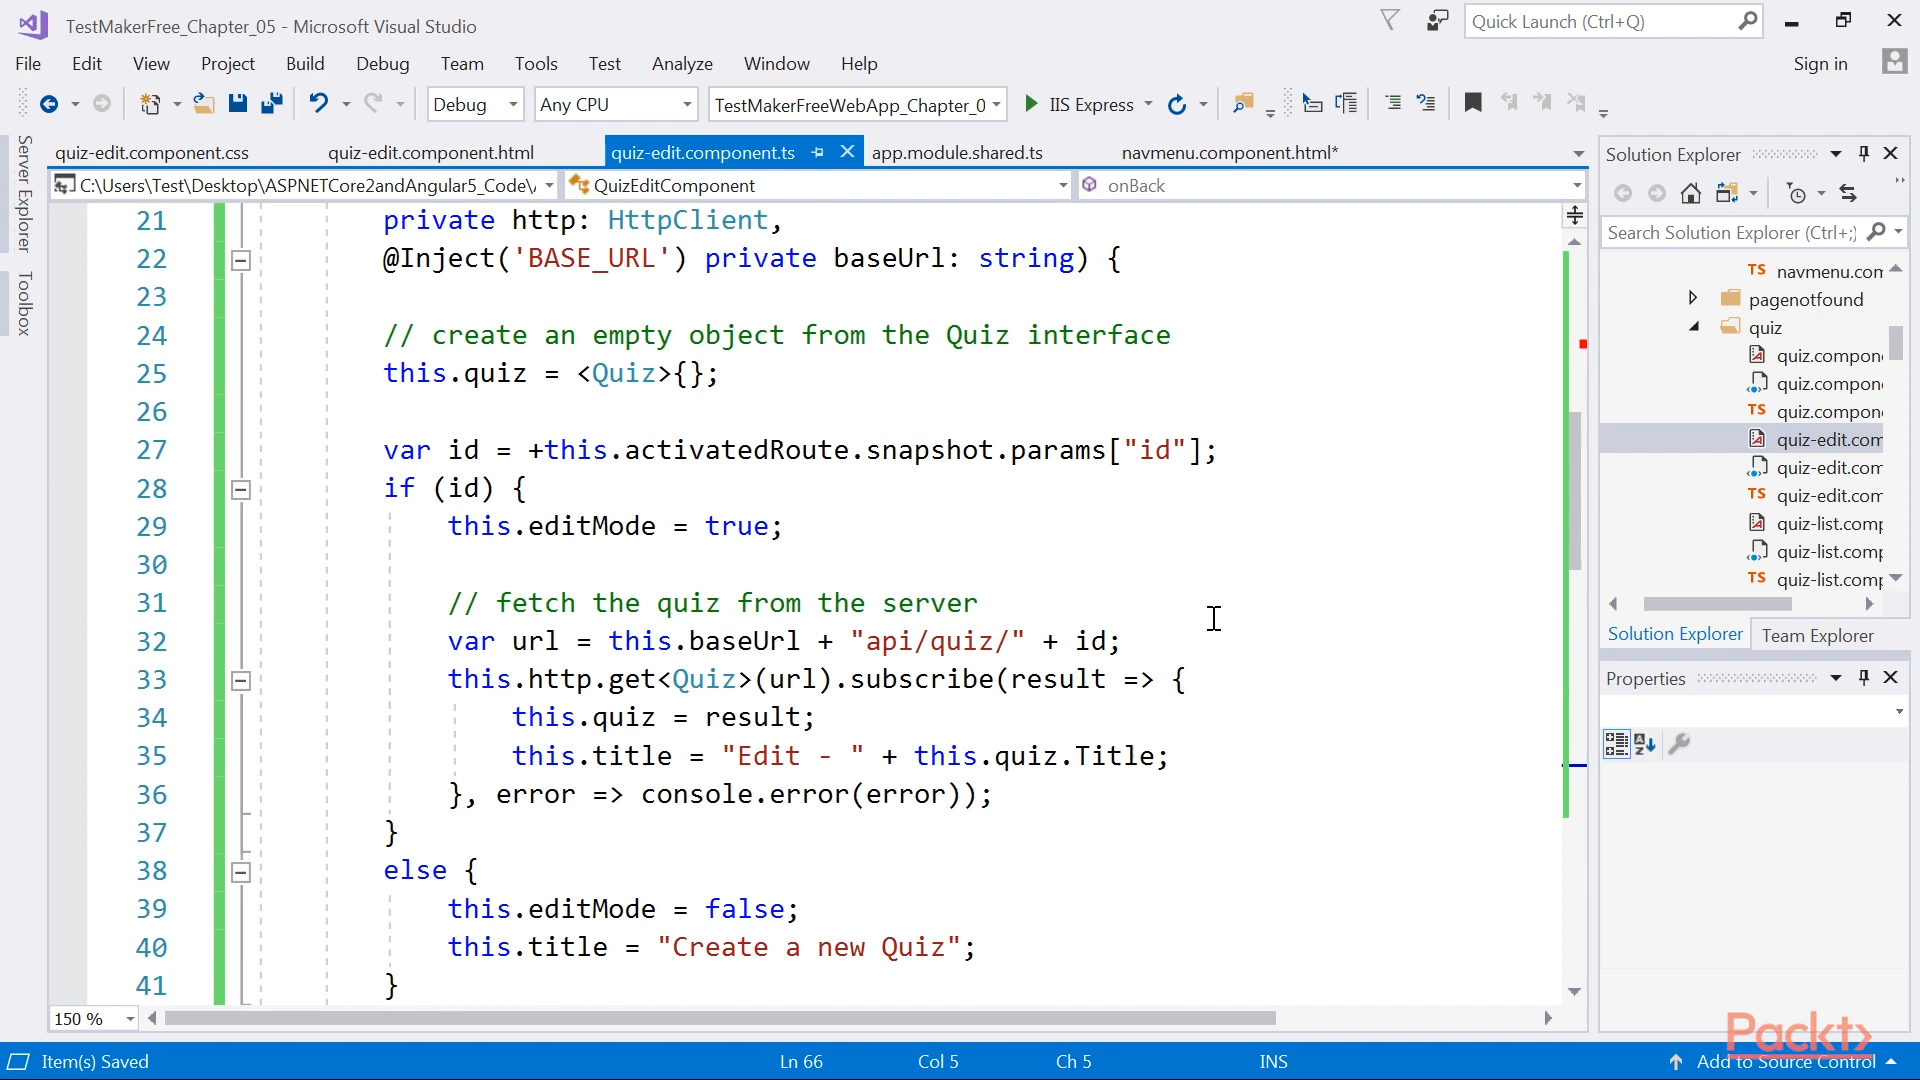 TestMakerFree_Chapter_05 - Microsoft Visual Studio
Quick Launch (Ctrl+Q)
File Edit View Project Build Debug Team Tools Test Analyze Window Help
Sign in
Debug Any CPU TestMakerFreeWebApp_Chapter_0 IIS Express
Server Explorer
Toolbox
quiz-edit.component.css quiz-edit.component.html quiz-edit.component.ts app.module.shared.ts navmenu.component.html*
C:\Users\Test\Desktop\ASPNETCore2andAngular5_Code\ QuizEditComponent onBack
21 private http: HttpClient,
22 @Inject('BASE_URL') private baseUrl: string) {
23
24 // create an empty object from the Quiz interface
25 this.quiz = <Quiz>{};
26
27 var id = +this.activatedRoute.snapshot.params["id"];
28 if (id) {
29 this.editMode = true;
30
31 // fetch the quiz from the server
32 var url = this.baseUrl + "api/quiz/" + id;
33 this.http.get<Quiz>(url).subscribe(result => {
34 this.quiz = result;
35 this.title = "Edit - " + this.quiz.Title;
36 }, error => console.error(error));
37 }
38 else {
39 this.editMode = false;
40 this.title = "Create a new Quiz";
41 }
150 %
Solution Explorer
Search Solution Explorer (Ctrl+;)
TS navmenu.com
pagenotfound
quiz
quiz.compon
quiz.compon
TS quiz.compon
quiz-edit.com
quiz-edit.com
TS quiz-edit.com
quiz-list.comp
quiz-list.comp
TS quiz-list.comp
Solution Explorer Team Explorer
Properties
Packt>
Item(s) Saved Ln 66 Col 5 Ch 5 INS Add to Source Control